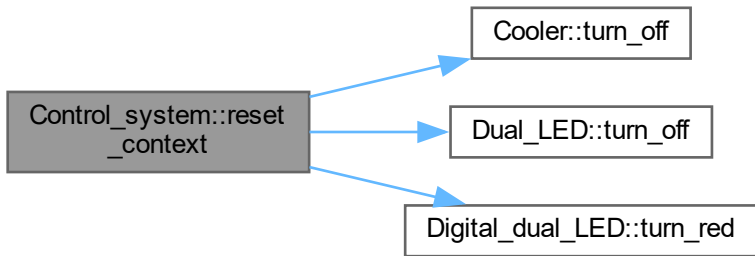 Cooler::turn_off
Control_system::reset
_context
Dual_LED::turn_off
Digital_dual_LED::turn_red